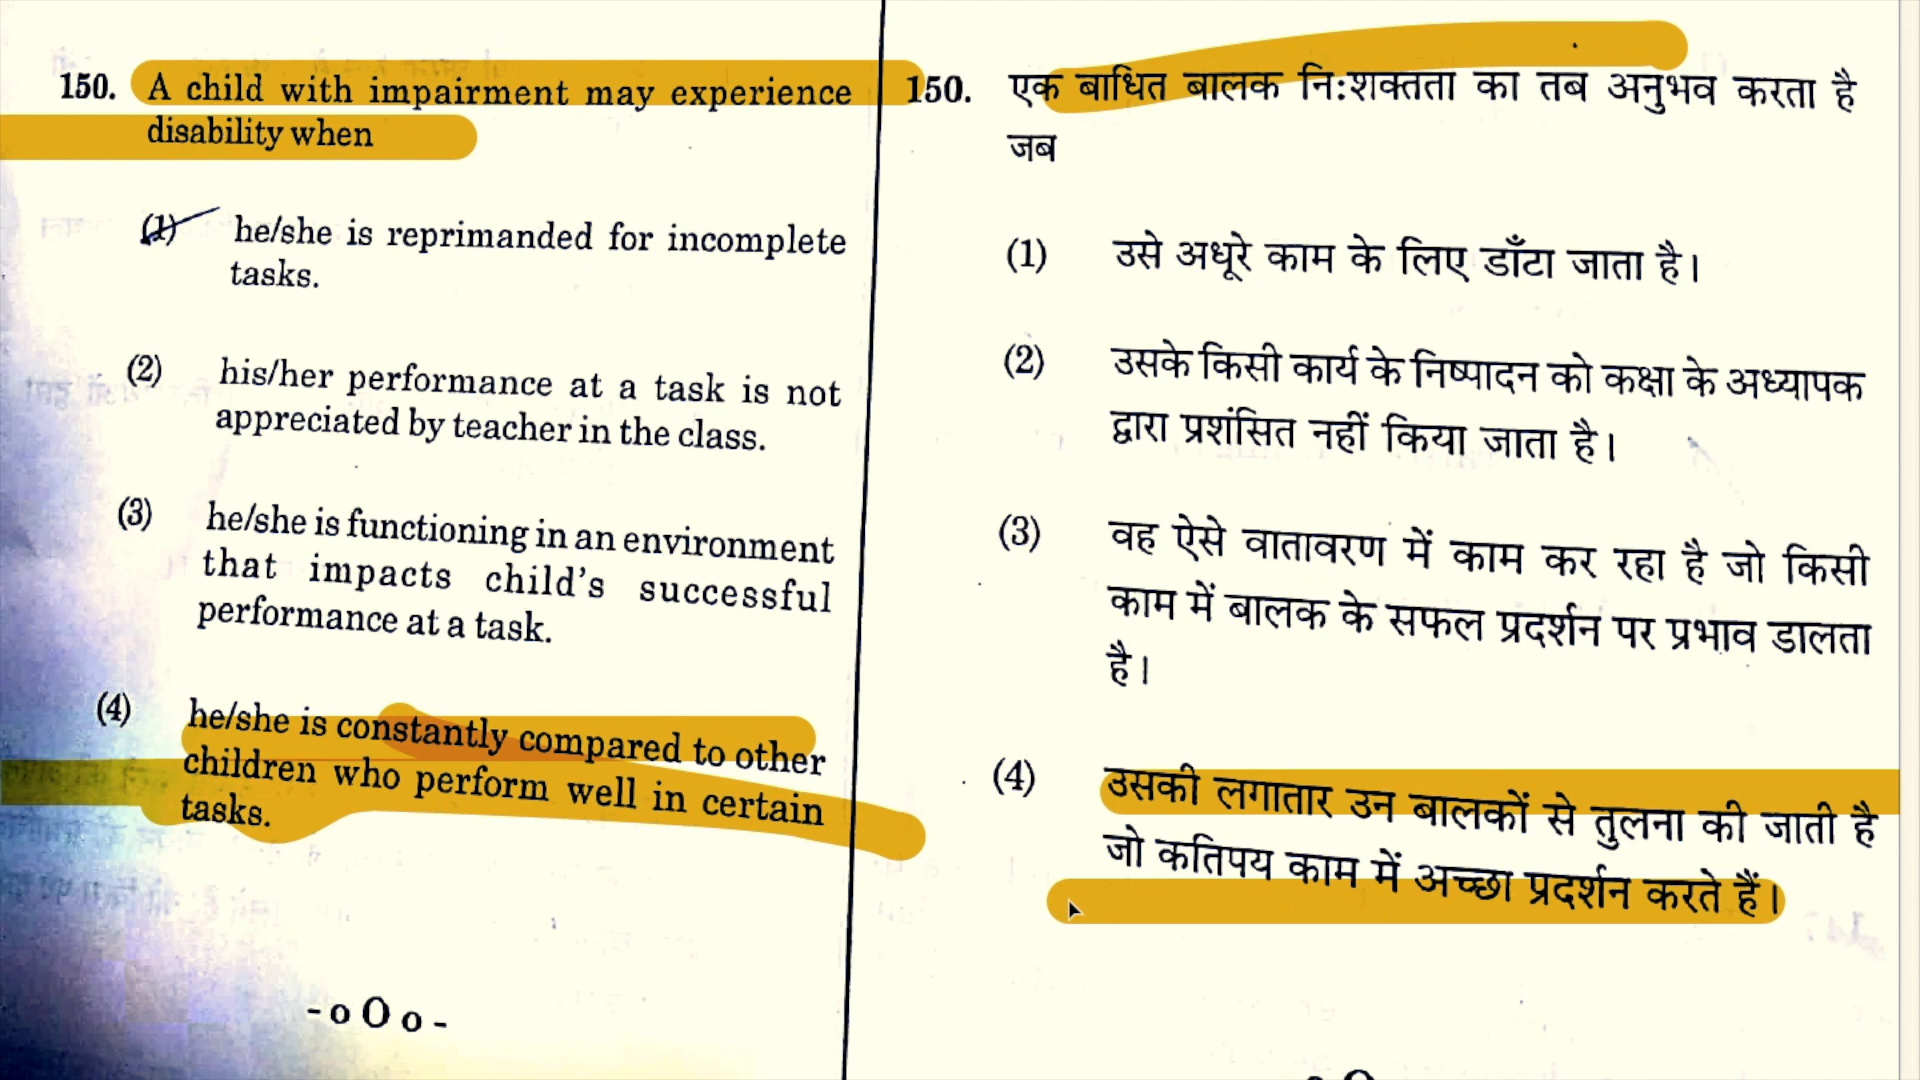 150. A child with impairment may experience
disability when
(1) he/she is reprimanded for incomplete
tasks.
(2) his/her performance at a task is not
appreciated by teacher in the class.
(3) he/she is functioning in an environment
that impacts child's successful
performance at a task.
(4) he/she is constantly compared to other
children who perform well in certain
tasks.
- o O o -
150. एक बाधित बालक नि:शक्तता का तब अनुभव करता है
जब
(1) उसे अधूरे काम के लिए डाँटा जाता है।
(2) उसके किसी कार्य के निष्पादन को कक्षा के अध्यापक
द्वारा प्रशंसित नहीं किया जाता है।
(3) वह ऐसे वातावरण में काम कर रहा है जो किसी
काम में बालक के सफल प्रदर्शन पर प्रभाव डालता
है।
(4) उसकी लगातार उन बालकों से तुलना की जाती है
जो कतिपय काम में अच्छा प्रदर्शन करते हैं।